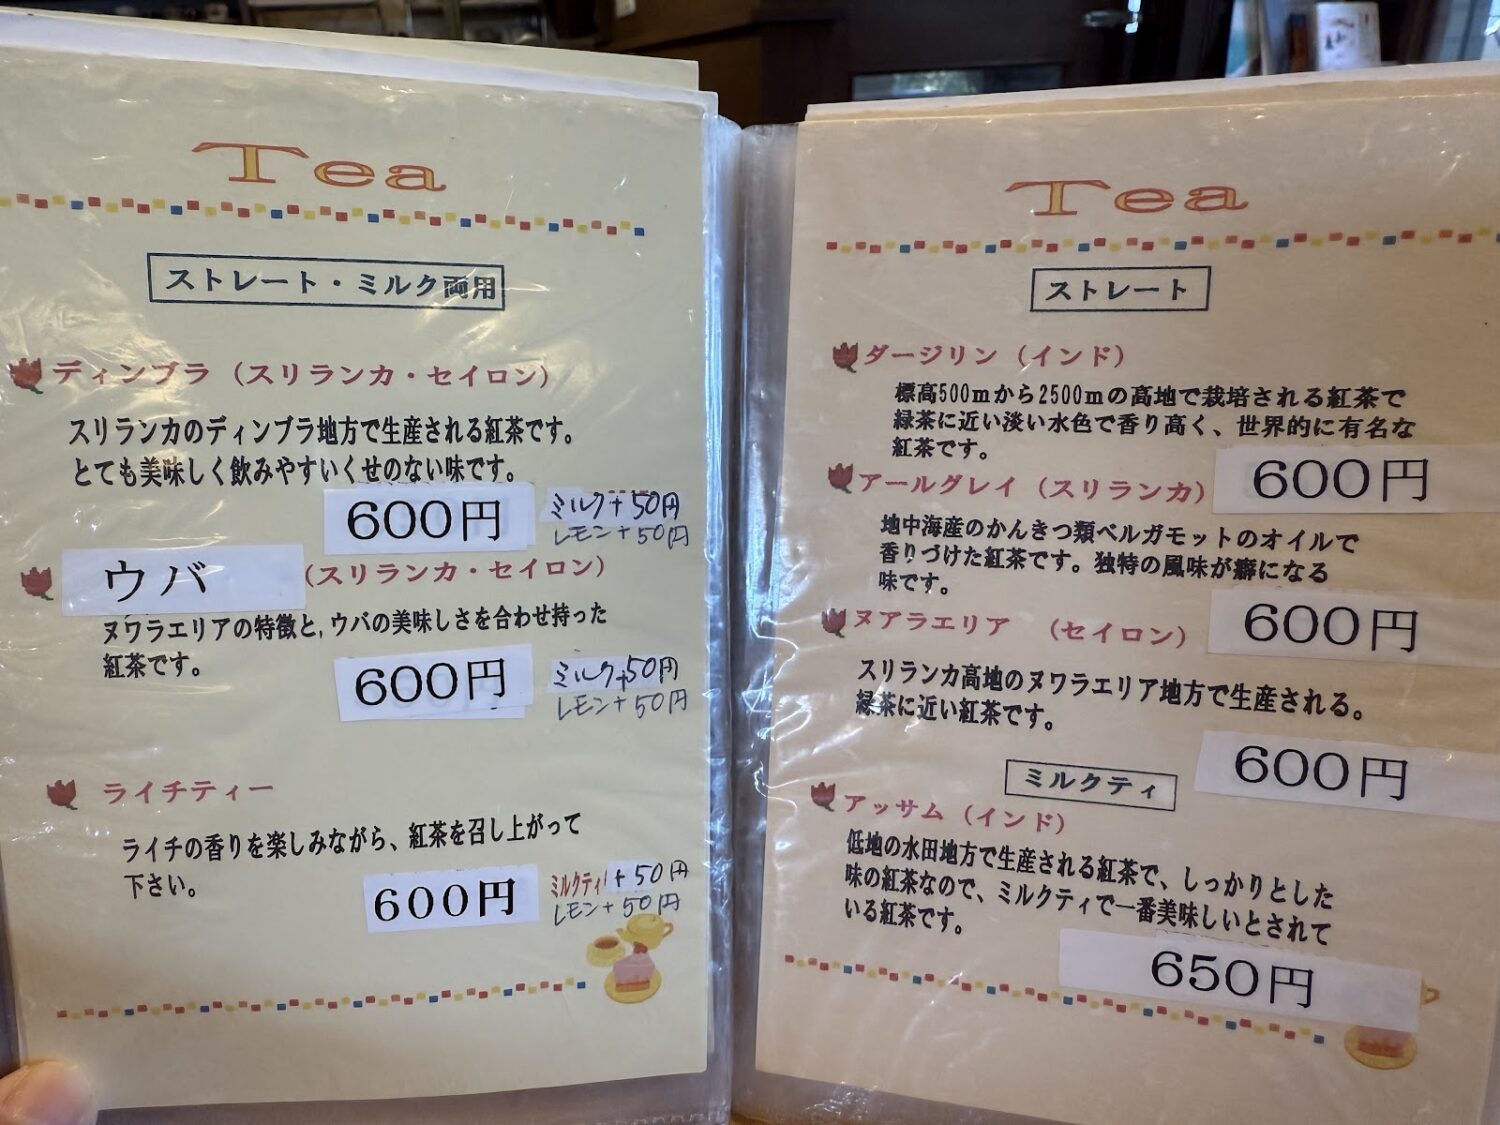 Tea
ストレート・ミルク両用
ディンブラ（スリランカ・セイロン）
スリランカのディンブラ地方で生産される紅茶です。
とても美味しく飲みやすいくせのない味です。
600円 ミルク+50円
レモン+50円
ウバ（スリランカ・セイロン）
ヌワラエリアの特徴と,ウバの美味しさを合わせ持った
紅茶です。
600円 ミルク+50円
レモン+50円
ライチティー
ライチの香りを楽しみながら、紅茶を召し上がって
下さい。
600円 ミルクティ+50円
レモン+50円
Tea
ストレート
ダージリン（インド）
標高500mから2500mの高地で栽培される紅茶で
緑茶に近い淡い水色で香り高く、世界的に有名な
紅茶です。
600円
アールグレイ（スリランカ）
地中海産のかんきつ類ベルガモットのオイルで
香りづけた紅茶です。独特の風味が癖になる
味です。
600円
ヌアラエリア （セイロン）
スリランカ高地のヌワラエリア地方で生産される。
緑茶に近い紅茶です。
600円
ミルクティ
アッサム（インド）
低地の水田地方で生産される紅茶で、しっかりとした
味の紅茶なので、ミルクティで一番美味しいとされて
いる紅茶です。
650円